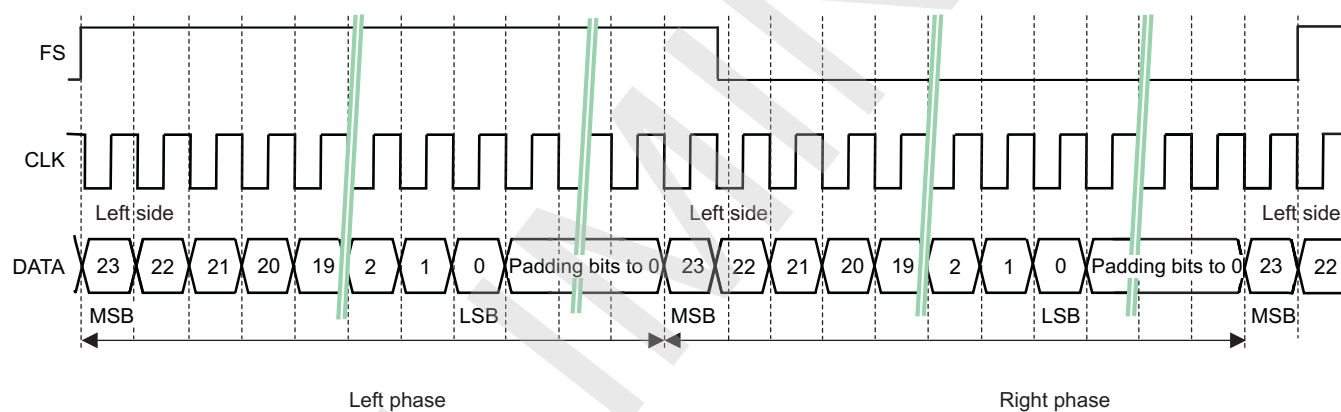 FS
CLK
Left side Left side Left side
DATA 23 22 21 20 19 2 1 0 Padding bits to 0 23 22 21 20 19 2 1 0 Padding bits to 0 23 22
MSB LSB MSB LSB MSB
Left phase Right phase